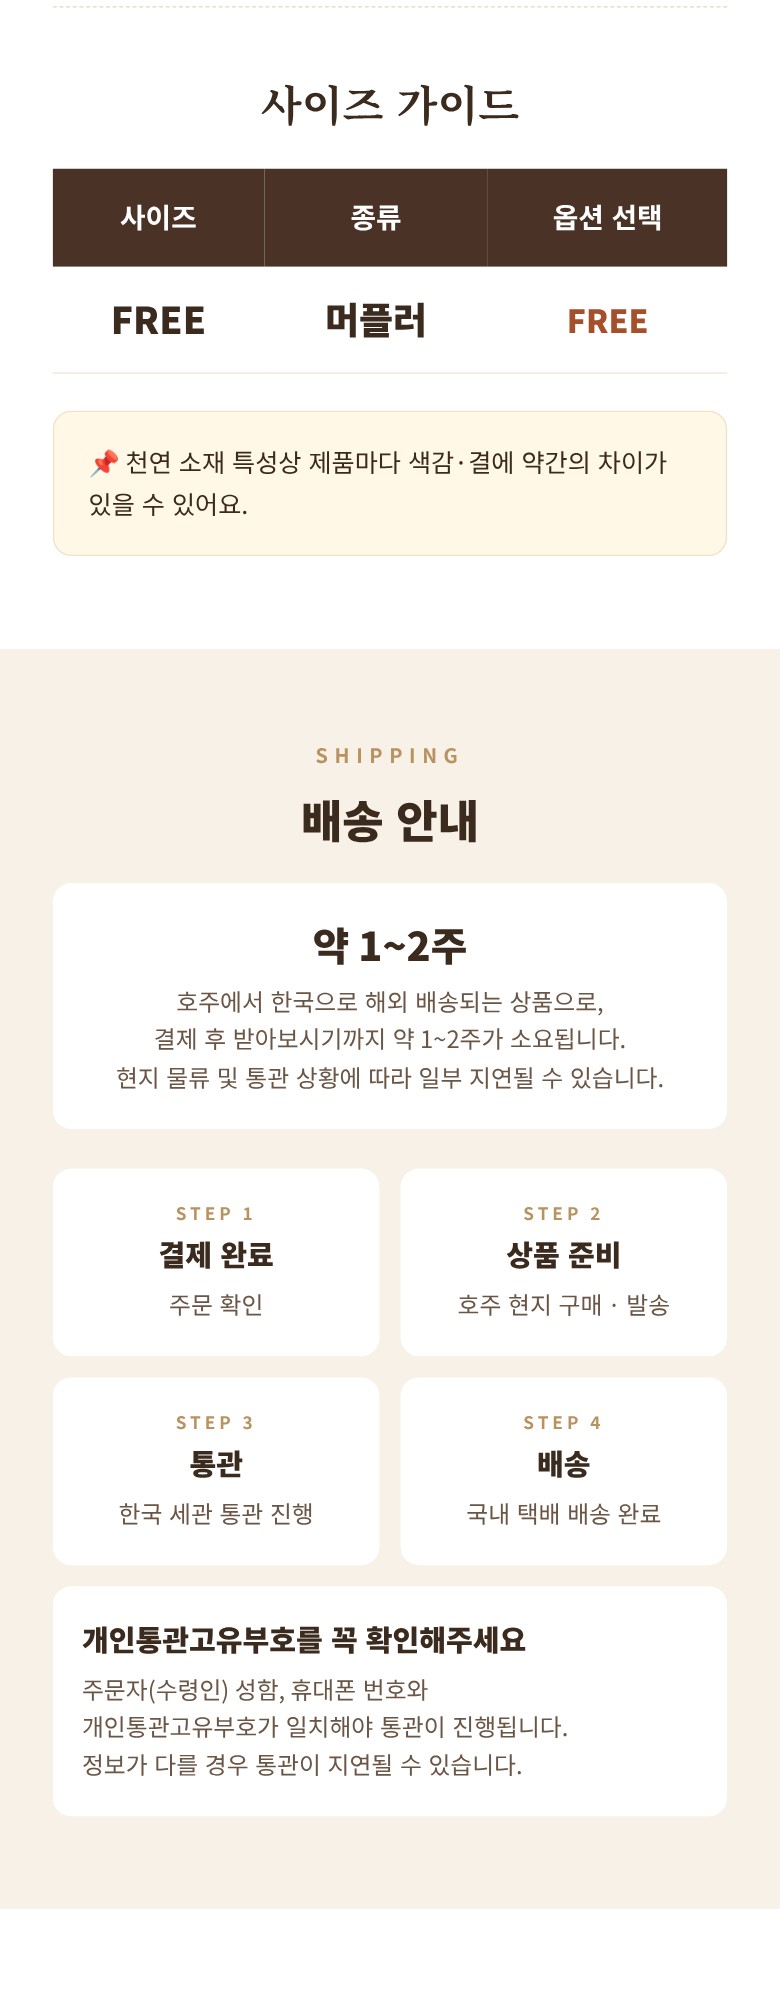 사이즈 가이드
사이즈 종류 옵션 선택
FREE 머플러 FREE
📌 천연 소재 특성상 제품마다 색감·결에 약간의 차이가
있을 수 있어요.
SHIPPING
배송 안내
약 1~2주
호주에서 한국으로 해외 배송되는 상품으로,
결제 후 받아보시기까지 약 1~2주가 소요됩니다.
현지 물류 및 통관 상황에 따라 일부 지연될 수 있습니다.
STEP 1
결제 완료
주문 확인
STEP 2
상품 준비
호주 현지 구매 · 발송
STEP 3
통관
한국 세관 통관 진행
STEP 4
배송
국내 택배 배송 완료
개인통관고유부호를 꼭 확인해주세요
주문자(수령인) 성함, 휴대폰 번호와
개인통관고유부호가 일치해야 통관이 진행됩니다.
정보가 다를 경우 통관이 지연될 수 있습니다.